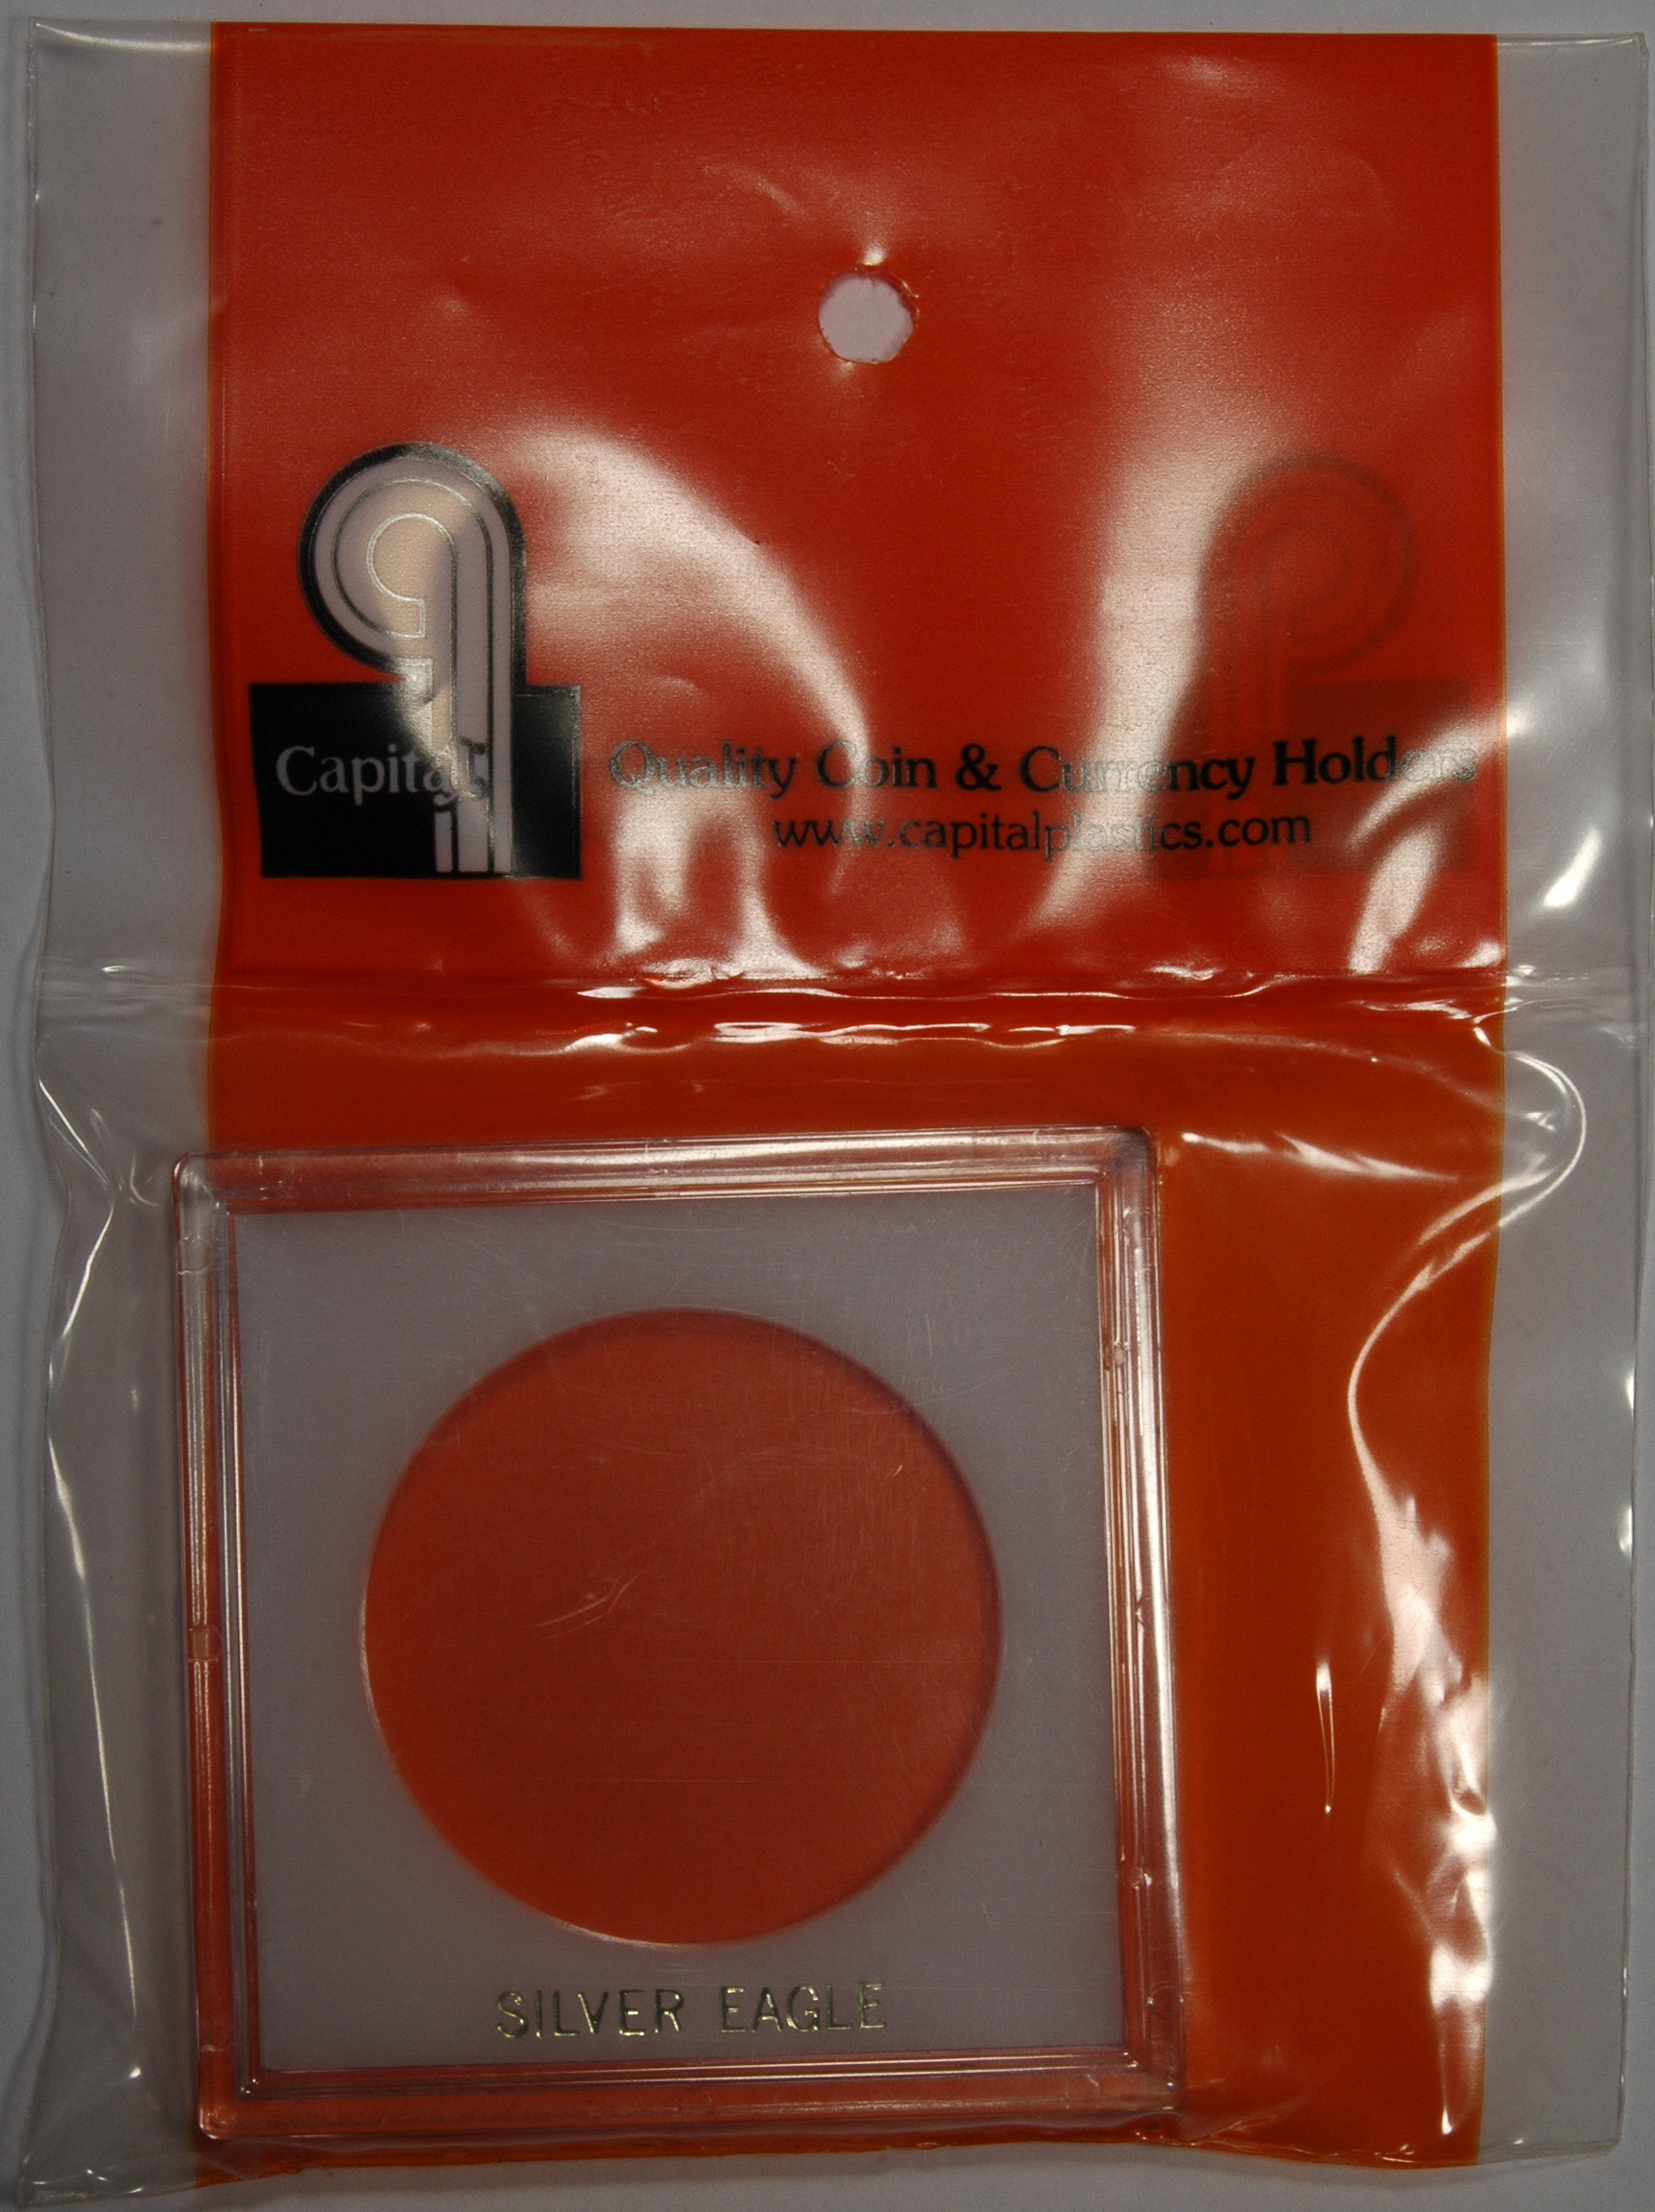 Capital
Quality Coin & Currency Holders
www.capitalplastics.com
SILVER EAGLE